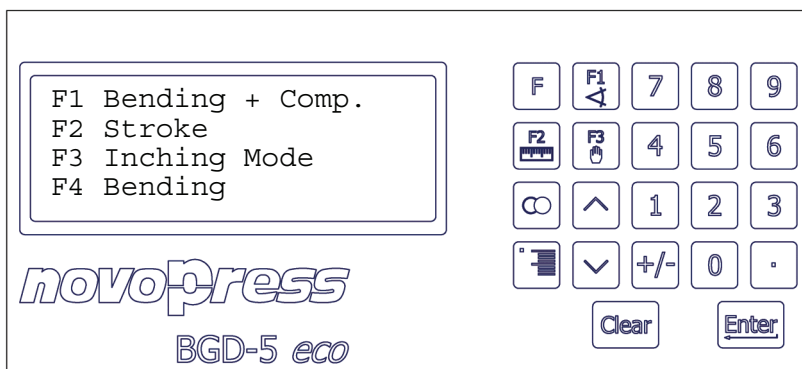 F1 Bending + Comp.
F2 Stroke
F3 Inching Mode
F4 Bending
novopress
BGD-5 eco
F F1 7 8 9
F2 F3 4 5 6
1 2 3
+/- 0 .
Clear Enter